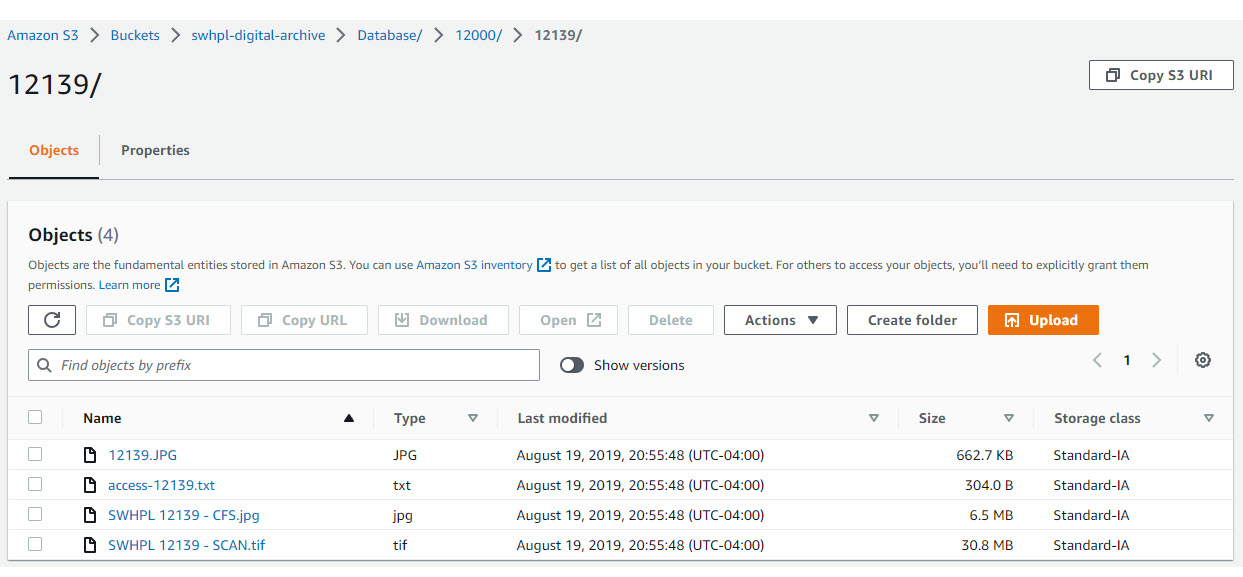 Amazon S3 > Buckets > swhpl-digital-archive > Database/ > 12000/ > 12139/
12139/
Copy S3 URI
Objects Properties
Objects (4)
Objects are the fundamental entities stored in Amazon S3. You can use Amazon S3 inventory to get a list of all objects in your bucket. For others to access your objects, you'll need to explicitly grant them
permissions. Learn more
Copy S3 URI Copy URL Download Open Delete Actions Create folder Upload
Find objects by prefix Show versions 1
Name Type Last modified Size Storage class
12139.JPG JPG August 19, 2019, 20:55:48 (UTC-04:00) 662.7 KB Standard-IA
access-12139.txt txt August 19, 2019, 20:55:48 (UTC-04:00) 304.0 B Standard-IA
SWHPL 12139 - CFS.jpg jpg August 19, 2019, 20:55:48 (UTC-04:00) 6.5 MB Standard-IA
SWHPL 12139 - SCAN.tif tif August 19, 2019, 20:55:48 (UTC-04:00) 30.8 MB Standard-IA